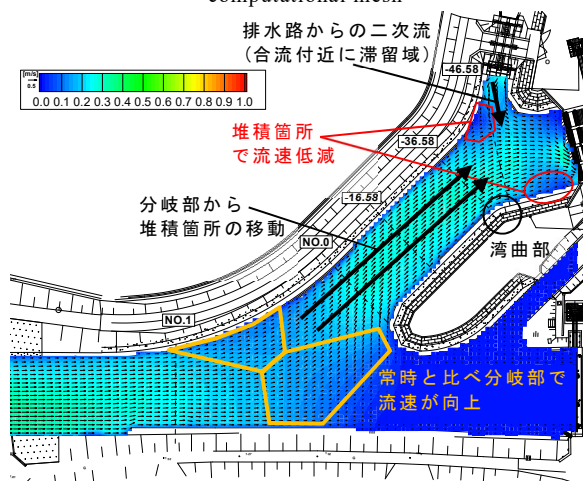 computational mesh
排水路からの二次流
(合流付近に滞留域)
-46.58
[m/s]
0.5
0.0 0.1 0.2 0.3 0.4 0.5 0.6 0.7 0.8 0.9 1.0
堆積箇所
で流速低減
-36.58
-16.58
分岐部から
堆積箇所の移動
NO.0
湾曲部
NO.1
常時と比べ分岐部で
流速が向上